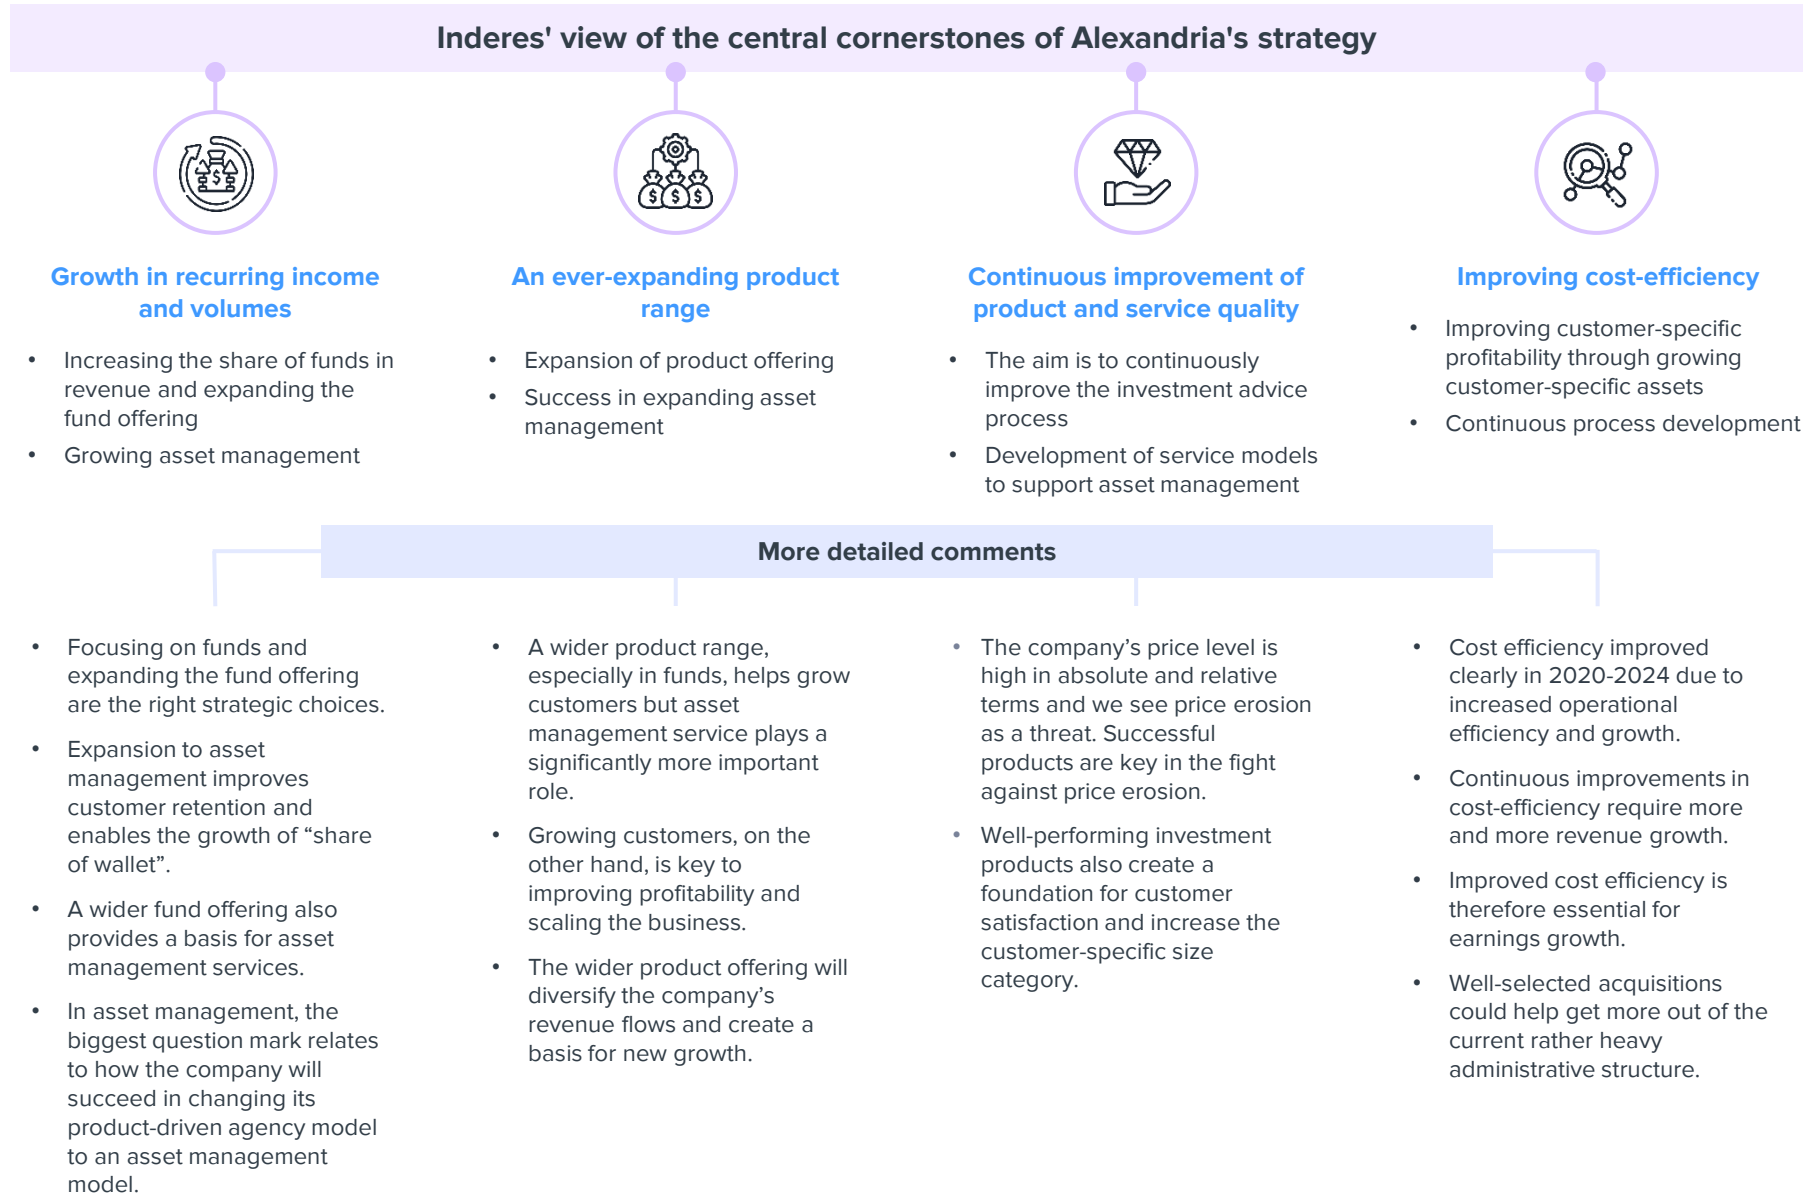 Inderes' view of the central cornerstones of Alexandria's strategy
Growth in recurring income
and volumes
• Increasing the share of funds in
revenue and expanding the
fund offering
• Growing asset management
An ever-expanding product
range
• Expansion of product offering
• Success in expanding asset
management
Continuous improvement of
product and service quality
• The aim is to continuously
improve the investment advice
process
• Development of service models
to support asset management
Improving cost-efficiency
• Improving customer-specific
profitability through growing
customer-specific assets
• Continuous process development
More detailed comments
• Focusing on funds and
expanding the fund offering
are the right strategic choices.
• Expansion to asset
management improves
customer retention and
enables the growth of “share
of wallet”.
• A wider fund offering also
provides a basis for asset
management services.
• In asset management, the
biggest question mark relates
to how the company will
succeed in changing its
product-driven agency model
to an asset management
model.
• A wider product range,
especially in funds, helps grow
customers but asset
management service plays a
significantly more important
role.
• Growing customers, on the
other hand, is key to
improving profitability and
scaling the business.
• The wider product offering will
diversify the company’s
revenue flows and create a
basis for new growth.
• The company’s price level is
high in absolute and relative
terms and we see price erosion
as a threat. Successful
products are key in the fight
against price erosion.
• Well-performing investment
products also create a
foundation for customer
satisfaction and increase the
customer-specific size
category.
• Cost efficiency improved
clearly in 2020-2024 due to
increased operational
efficiency and growth.
• Continuous improvements in
cost-efficiency require more
and more revenue growth.
• Improved cost efficiency is
therefore essential for
earnings growth.
• Well-selected acquisitions
could help get more out of the
current rather heavy
administrative structure.